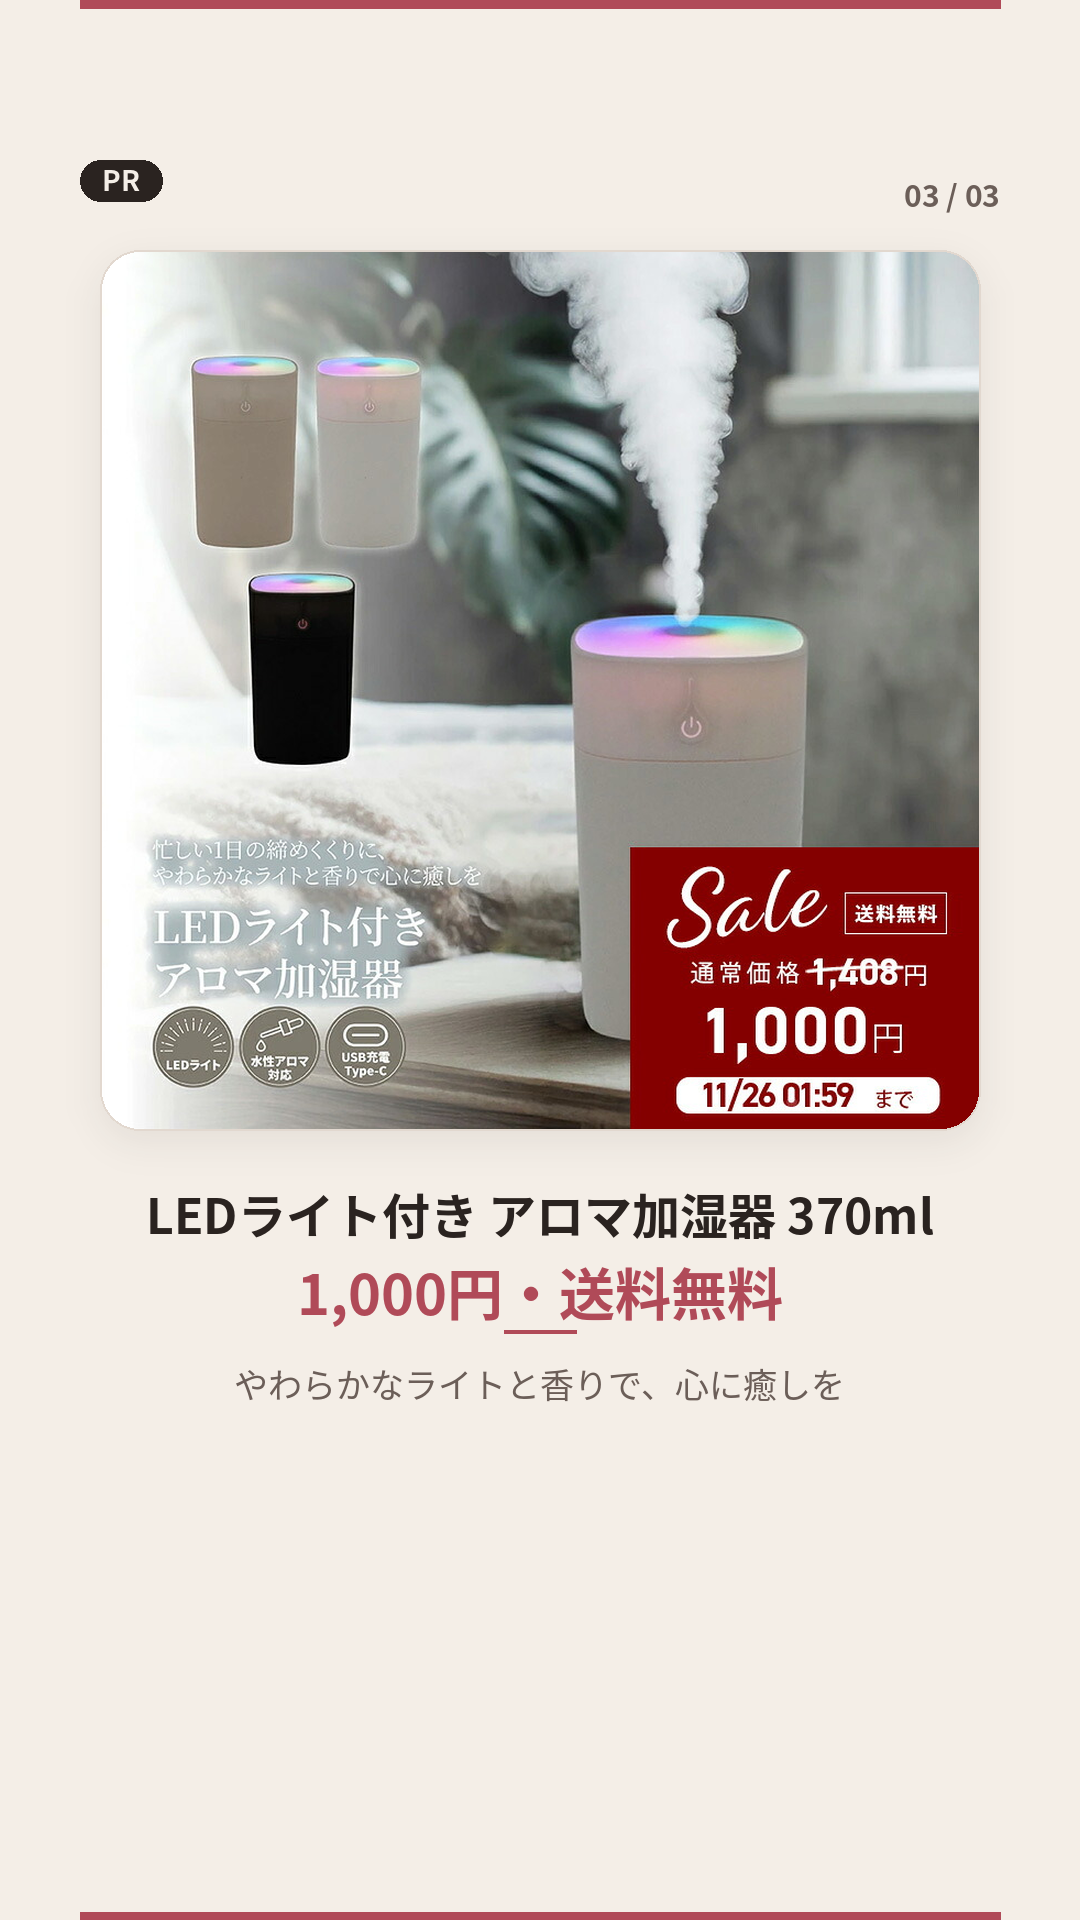 PR
03 / 03
忙しい1日の締めくくりに、
やわらかなライトと香りで心に癒しを
LEDライト付き
アロマ加湿器
LEDライト
水性アロマ
対応
USB充電
Type-C
Sale 送料無料
通常価格 1,408円
1,000円
11/26 01:59 まで
LEDライト付き アロマ加湿器 370ml
1,000円・送料無料
やわらかなライトと香りで、心に癒しを